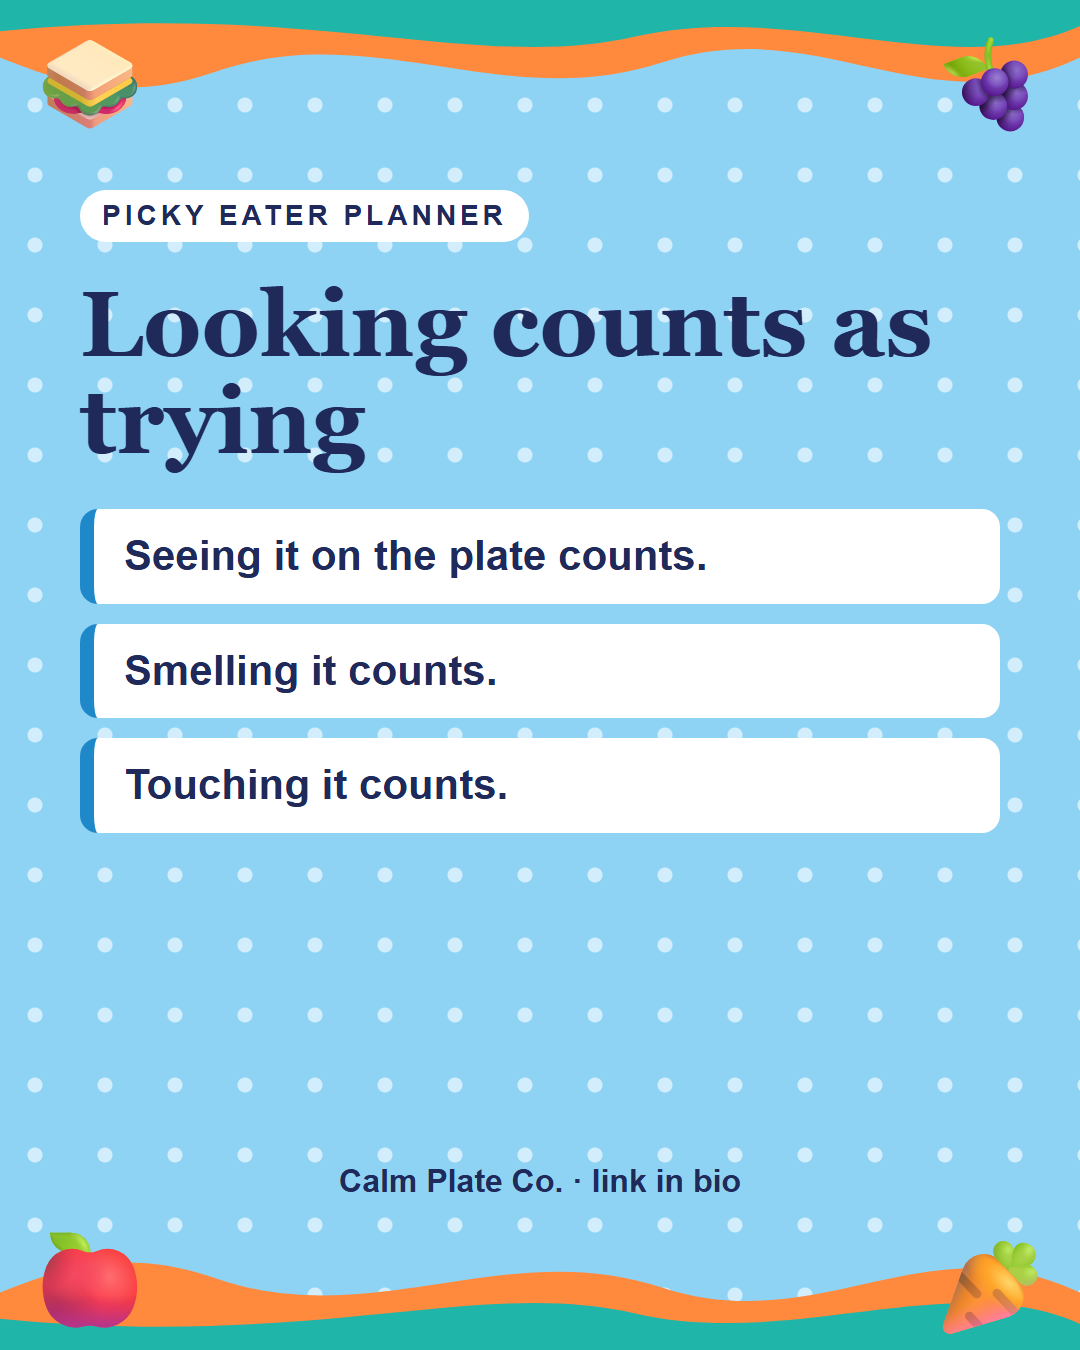 PICKY EATER PLANNER
Looking counts as
trying
Seeing it on the plate counts.
Smelling it counts.
Touching it counts.
Calm Plate Co. · link in bio